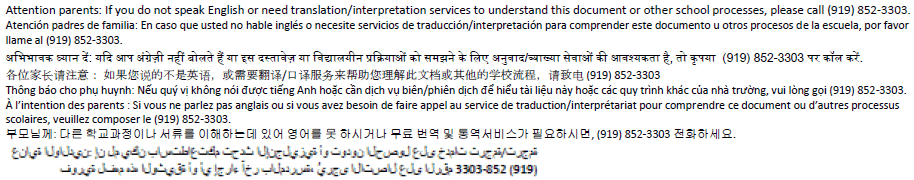 Attention parents: If you do not speak English or need translation/interpretation services to understand this document or other school processes, please call (919) 852-3303.
Atención padres de familia: En caso que usted no hable inglés o necesite servicios de traducción/interpretación para comprender este documento u otros procesos de la escuela, por favor
llame al (919) 852-3303.
अभिभावक ध्यान दें: यदि आप अंग्रेज़ी नहीं बोलते हैं या इस दस्तावेज़ या विद्यालयीन प्रक्रियाओं को समझने के लिए अनुवाद/व्याख्या सेवाओं की आवश्यकता है, तो कृपया (919) 852-3303 पर कॉल करें.
各位家长请注意：如果您说的不是英语，或需要翻译/口译服务来帮助您理解此文档或其他的学校流程，请致电 (919) 852-3303
Thông báo cho phụ huynh: Nếu quý vị không nói được tiếng Anh hoặc cần dịch vụ biên/phiên dịch để hiểu tài liệu này hoặc các quy trình khác của nhà trường, vui lòng gọi (919) 852-3303.
À l'intention des parents : Si vous ne parlez pas anglais ou si vous avez besoin de faire appel au service de traduction/interprétariat pour comprendre ce document ou d'autres processus
scolaires, veuillez composer le (919) 852-3303.
부모님께: 다른 학교과정이나 서류를 이해하는데 있어 영어를 못 하시거나 무료 번역 및 통역서비스가 필요하시면, (919) 852-3303 전화하세요.
عناية الوالدين: إن لم يكن باستطاعتكم تحدث الإنجليزية أو تودون الحصول على خدمات ترجمة/ترجمة
فورية لفهم هذه الوثيقة أو أي إجراء آخر بالمدرسة، يُرجى الاتصال على الرقم 3303-852 (919)